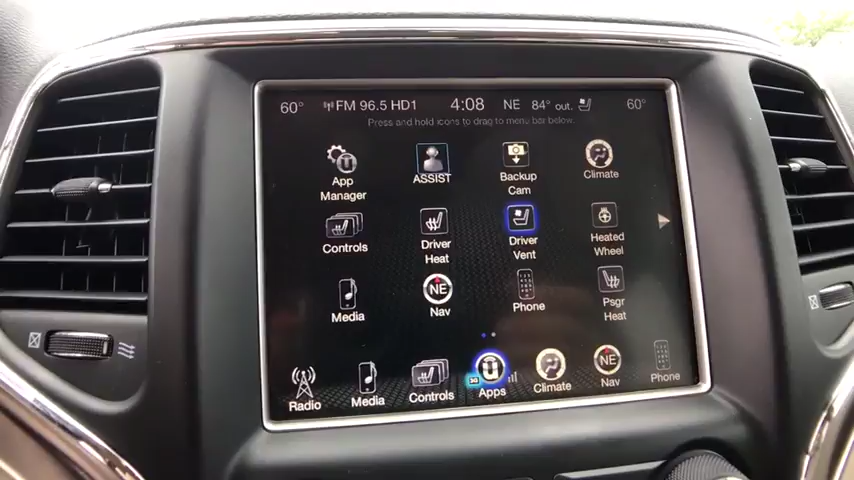 60° FM 96.5 HD1 4:08 NE 84° out. 60°
Press and hold icons to drag to menu bar below.
App
Manager
ASSIST
Backup
Cam
Climate
Controls
Driver
Heat
Driver
Vent
Heated
Wheel
Media
NE
Nav
Phone
Psgr
Heat
Radio
Media
Controls
3G
Apps
Climate
NE
Nav
Phone